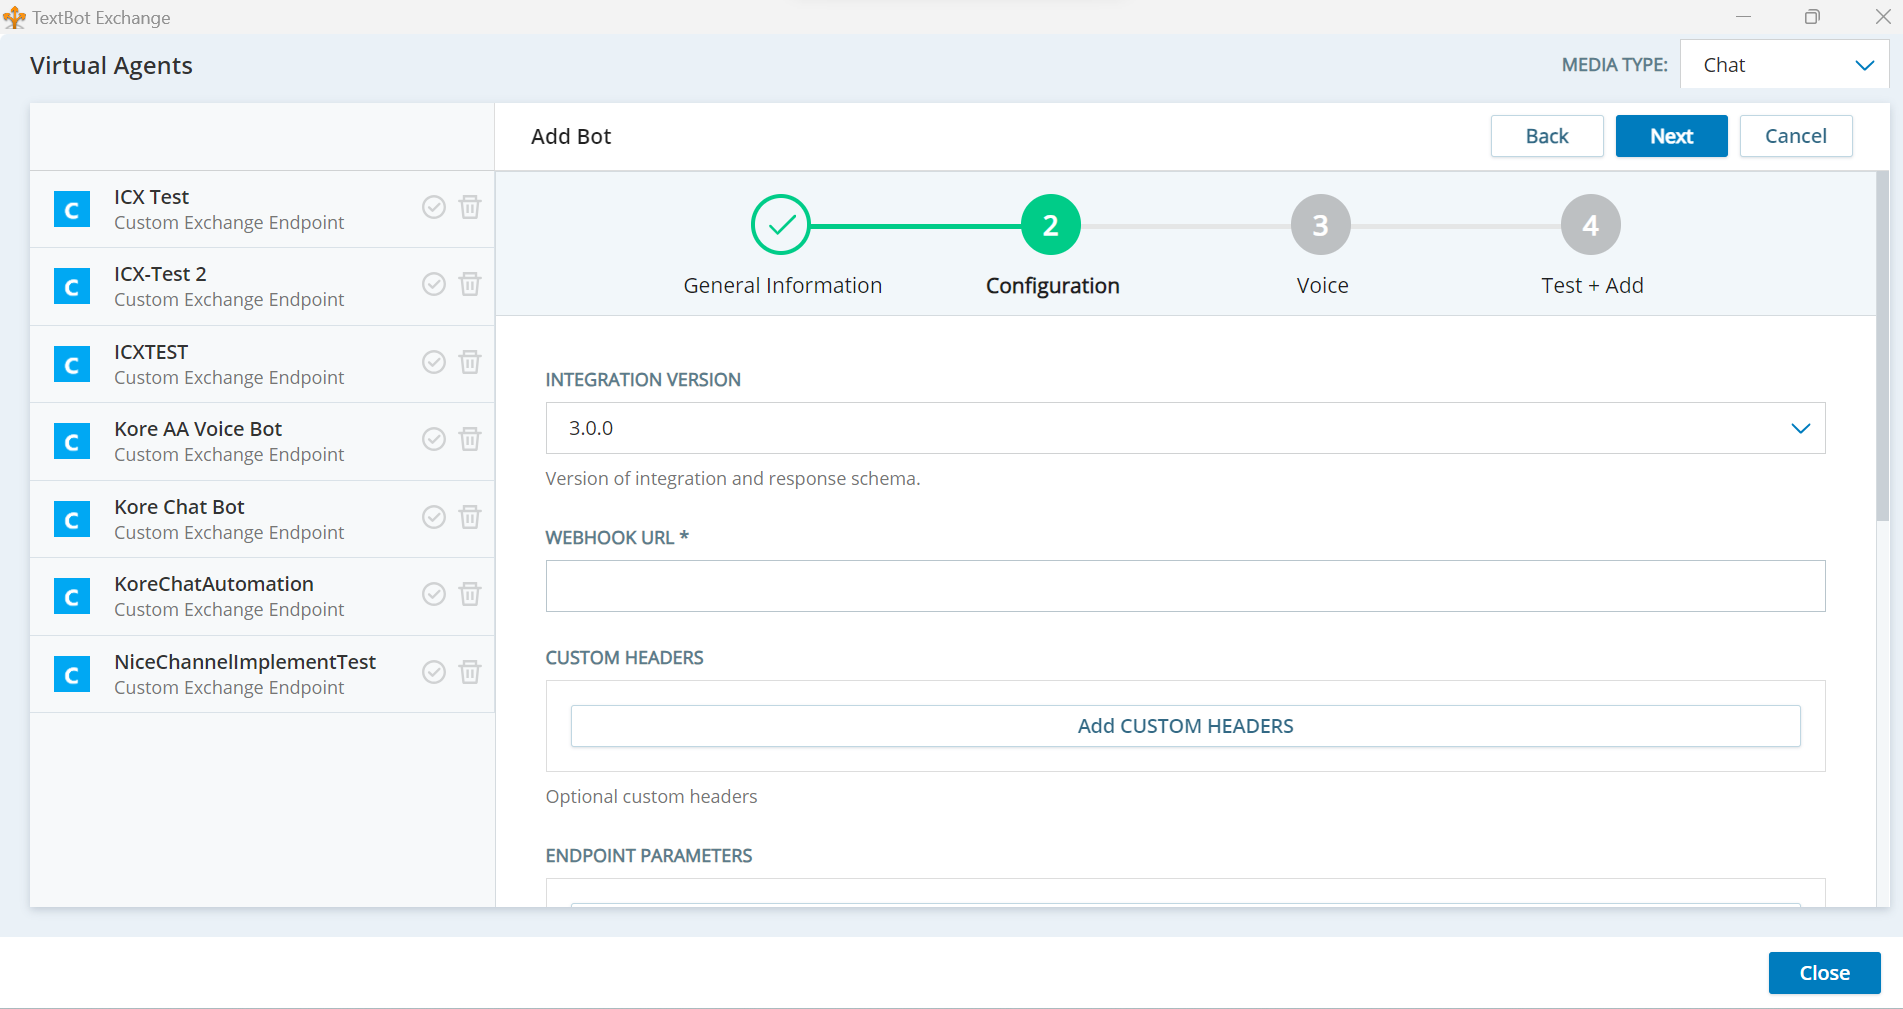 TextBot Exchange
Virtual Agents
MEDIA TYPE:
Chat
Add Bot
Back
Next
Cancel
C
ICX Test
Custom Exchange Endpoint
C
ICX-Test 2
Custom Exchange Endpoint
C
ICXTEST
Custom Exchange Endpoint
C
Kore AA Voice Bot
Custom Exchange Endpoint
C
Kore Chat Bot
Custom Exchange Endpoint
C
KoreChatAutomation
Custom Exchange Endpoint
C
NiceChannelImplementTest
Custom Exchange Endpoint
2
3
4
General Information
Configuration
Voice
Test + Add
INTEGRATION VERSION
3.0.0
Version of integration and response schema.
WEBHOOK URL *
CUSTOM HEADERS
Add CUSTOM HEADERS
Optional custom headers
ENDPOINT PARAMETERS
Close